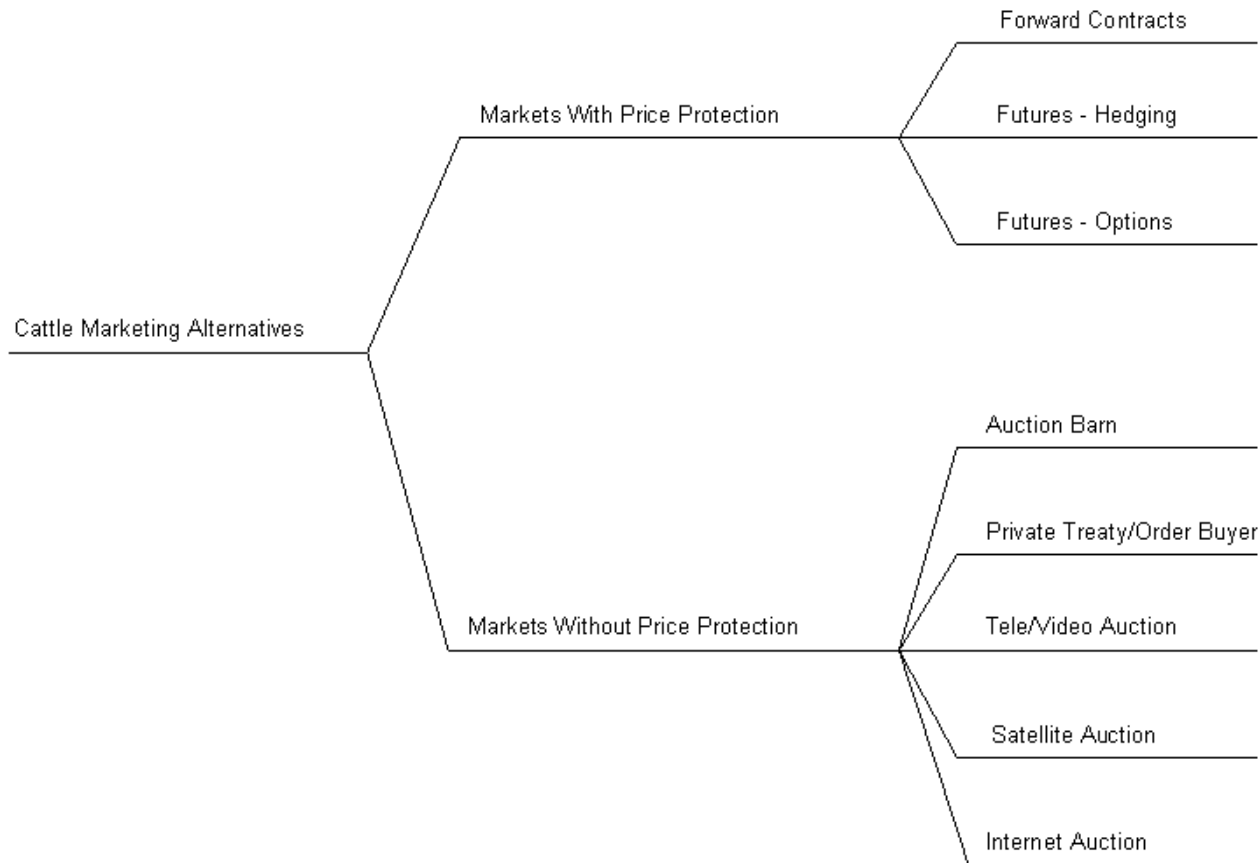 Forward Contracts
Markets With Price Protection
Futures - Hedging
Futures - Options
Cattle Marketing Alternatives
Auction Barn
Private Treaty/Order Buyer
Markets Without Price Protection
Tele/Video Auction
Satellite Auction
Internet Auction